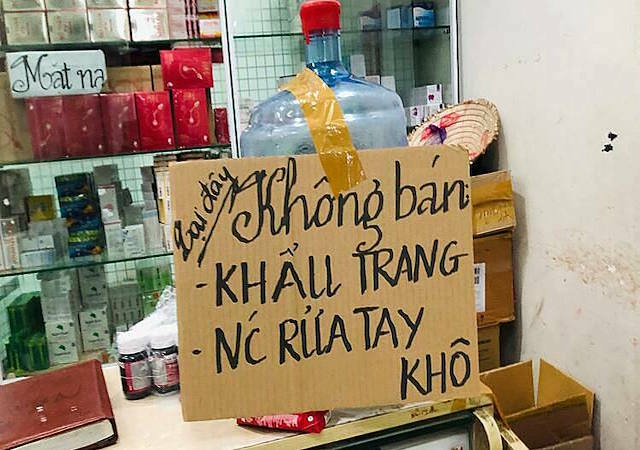 Mặt nạ
Tại đây
Không bán:
- KHẨU TRANG
- NC RỬA TAY
KHÔ